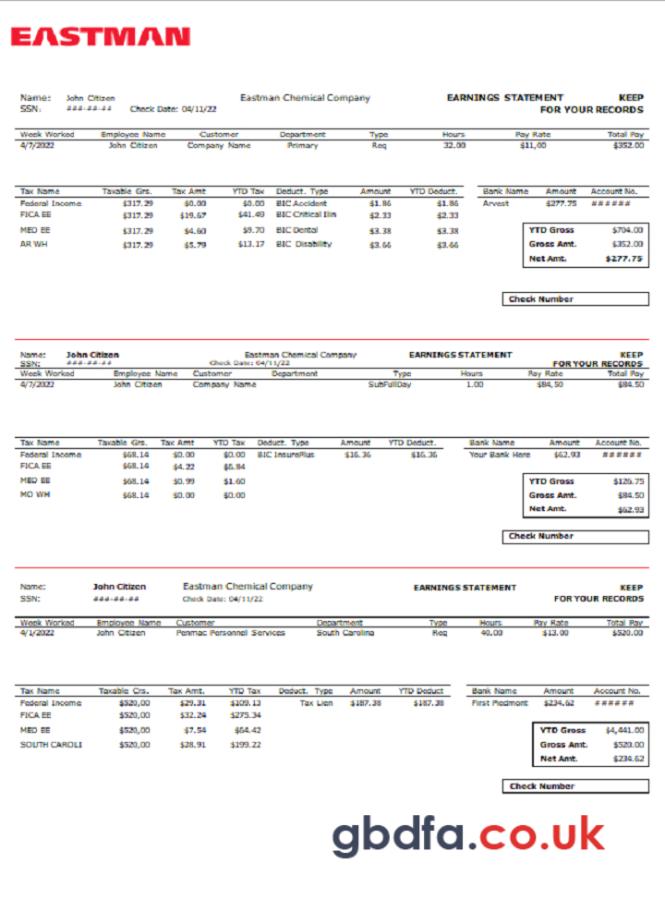 EASTMAN
Name: John Citizen Eastman Chemical Company EARNINGS STATEMENT KEEP
SSN: ###-##-## Check Date: 04/11/22 FOR YOUR RECORDS
Week Worked Employee Name Customer Department Type Hours Pay Rate Total Pay
4/7/2022 John Citizen Company Name Primary Reg 32.00 $11,00 $352.00
Tax Name Taxable Grs. Tax Amt YTD Tax Deduct. Type Amount YTD Deduct. Bank Name Amount Account No.
Federal Income $317.29 $0.00 $0.00 BIC Accident $1.86 $1.86 Arvest $277.75 ######
FICA EE $317.29 $19.67 $41.49 BIC Critical Illn $2.33 $2.33
MED EE $317.29 $4.60 $9.70 BIC Dental $3.38 $3.38 YTD Gross $704.00
AR WH $317.29 $5.79 $13.17 BIC Disability $3.66 $3.66 Gross Amt. $352.00
Net Amt. $277.75
Check Number
Name: John Citizen Eastman Chemical Company EARNINGS STATEMENT KEEP
SSN: ###-##-## Check Date: 04/11/22 FOR YOUR RECORDS
Week Worked Employee Name Customer Department Type Hours Pay Rate Total Pay
4/7/2022 John Citizen Company Name SubFullDay 1.00 $84,50 $84.50
Tax Name Taxable Grs. Tax Amt YTD Tax Deduct. Type Amount YTD Deduct. Bank Name Amount Account No.
Federal Income $68.14 $0.00 $0.00 BIC InsurePlus $16.36 $16.36 Your Bank Here $62.93 ######
FICA EE $68.14 $4.22 $6.84
MED EE $68.14 $0.99 $1.60 YTD Gross $126.75
MO WH $68.14 $0.00 $0.00 Gross Amt. $84.50
Net Amt. $62.93
Check Number
Name: John Citizen Eastman Chemical Company EARNINGS STATEMENT KEEP
SSN: ###-##-## Check Date: 04/11/22 FOR YOUR RECORDS
Week Worked Employee Name Customer Department Type Hours Pay Rate Total Pay
4/1/2022 John Citizen Penmac Personnel Services South Carolina Reg 40.00 $13.00 $520.00
Tax Name Taxable Grs. Tax Amt. YTD Tax Deduct. Type Amount YTD Deduct Bank Name Amount Account No.
Federal Income $520,00 $29.31 $109.13 Tax Lien $187.38 $187.38 First Piedmont $234.62 ######
FICA EE $520,00 $32.24 $275.34
MED EE $520,00 $7.54 $64.42 YTD Gross $4,441.00
SOUTH CAROLI $520,00 $28.91 $199.22 Gross Amt. $520.00
Net Amt. $234.62
Check Number
gbdfa.co.uk